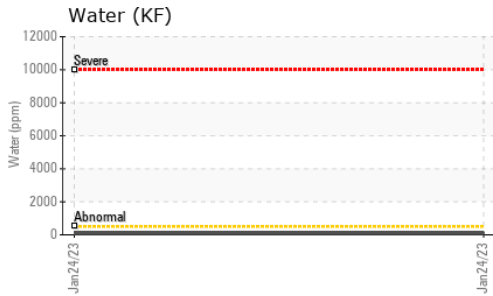 Water (KF)
12000
10000
8000
6000
4000
2000
0
Water (ppm)
Severe
Abnormal
Jan24/23
Jan24/23